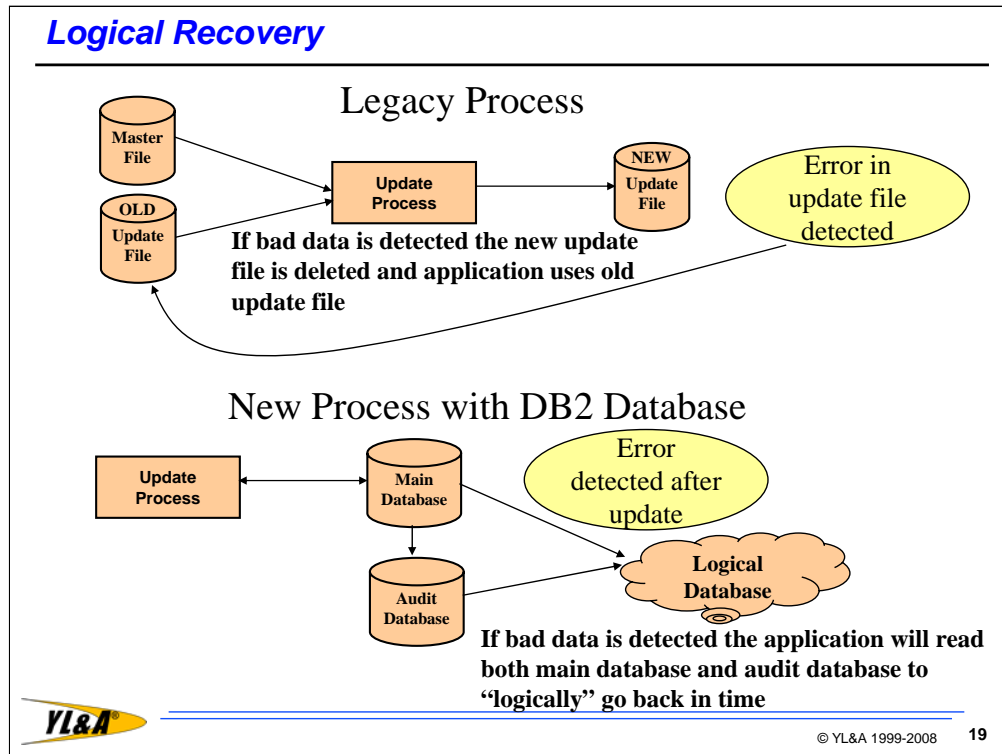 Logical Recovery
Legacy Process
Master
File
OLD
Update
File
Update
Process
NEW
Update
File
Error in
update file
detected
If bad data is detected the new update
file is deleted and application uses old
update file
New Process with DB2 Database
Update
Process
Main
Database
Error
detected after
update
Audit
Database
Logical
Database
If bad data is detected the application will read
both main database and audit database to
“logically” go back in time
YL&A®
© YL&A 1999-2008 19